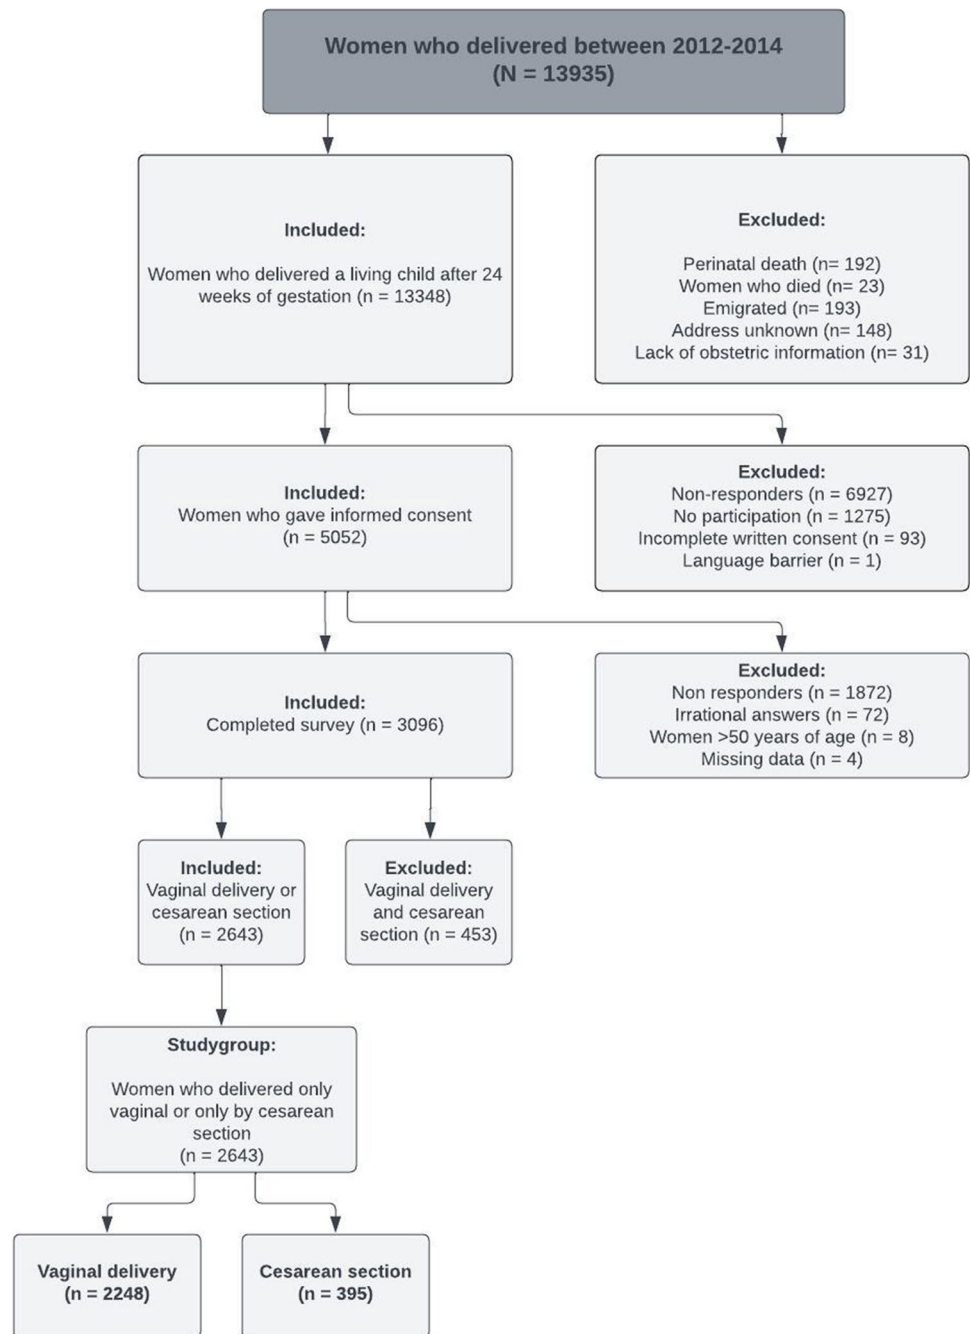 Women who delivered between 2012-2014
(N = 13935)
Included:
Women who delivered a living child after 24
weeks of gestation (n = 13348)
Excluded:
Perinatal death (n= 192)
Women who died (n= 23)
Emigrated (n= 193)
Address unknown (n= 148)
Lack of obstetric information (n= 31)
Included:
Women who gave informed consent
(n = 5052)
Excluded:
Non-responders (n = 6927)
No participation (n = 1275)
Incomplete written consent (n = 93)
Language barrier (n = 1)
Included:
Completed survey (n = 3096)
Excluded:
Non responders (n = 1872)
Irrational answers (n = 72)
Women >50 years of age (n = 8)
Missing data (n = 4)
Included:
Vaginal delivery or
cesarean section
(n = 2643)
Excluded:
Vaginal delivery
and cesarean
section (n = 453)
Studygroup:
Women who delivered only
vaginal or only by cesarean
section
(n = 2643)
Vaginal delivery
(n = 2248)
Cesarean section
(n = 395)